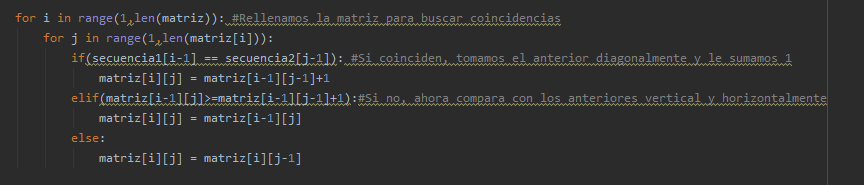 for i in range(1,len(matriz)): #Rellenamos la matriz para buscar coincidencias
    for j in range(1,len(matriz[i])):
        if(secuencia1[i-1] == secuencia2[j-1]): #Si coinciden, tomamos el anterior diagonalmente y le sumamos 1
            matriz[i][j] = matriz[i-1][j-1]+1
        elif(matriz[i-1][j]>=matriz[i-1][j-1]+1):#Si no, ahora compara con los anteriores vertical y horizontalmente
            matriz[i][j] = matriz[i-1][j]
        else:
            matriz[i][j] = matriz[i][j-1]